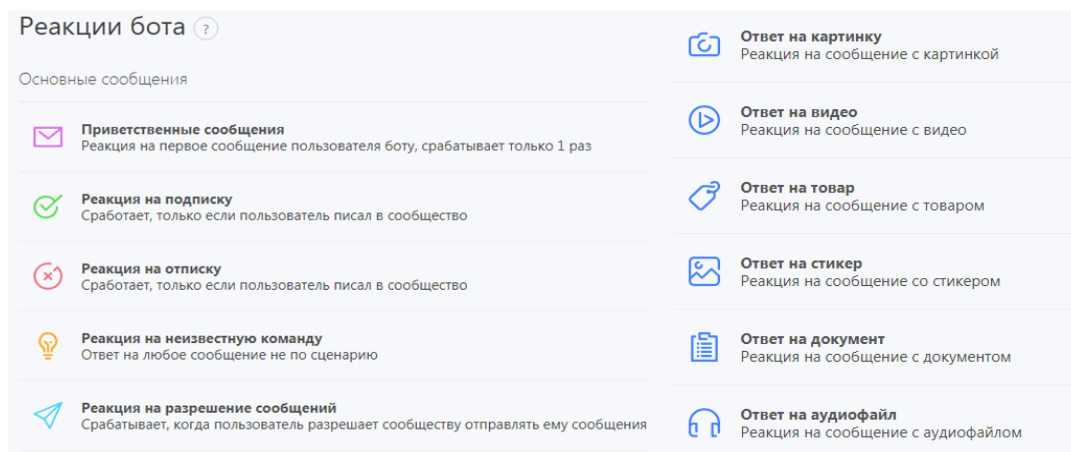 Реакции бота ?
Основные сообщения
Приветственные сообщения
Реакция на первое сообщение пользователя боту, срабатывает только 1 раз
Реакция на подписку
Сработает, только если пользователь писал в сообщество
Реакция на отписку
Сработает, только если пользователь писал в сообщество
Реакция на неизвестную команду
Ответ на любое сообщение не по сценарию
Реакция на разрешение сообщений
Срабатывает, когда пользователь разрешает сообществу отправлять ему сообщения
Ответ на картинку
Реакция на сообщение с картинкой
Ответ на видео
Реакция на сообщение с видео
Ответ на товар
Реакция на сообщение с товаром
Ответ на стикер
Реакция на сообщение со стикером
Ответ на документ
Реакция на сообщение с документом
Ответ на аудиофайл
Реакция на сообщение с аудиофайлом